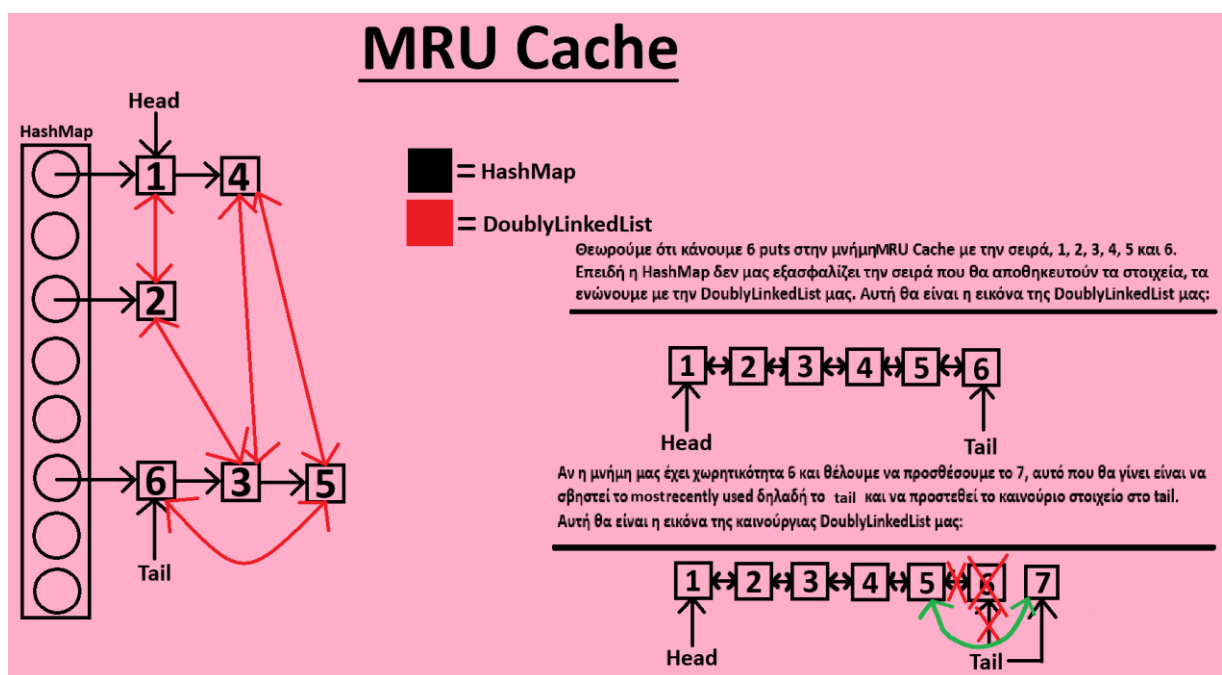 MRU Cache
Head
HashMap
1 4
= HashMap
= DoublyLinkedList
2
6 3 5
Tail
Θεωρούμε ότι κάνουμε 6 puts στην μνήμηMRU Cache με την σειρά, 1, 2, 3, 4, 5 και 6.
Επειδή η HashMap δεν μας εξασφαλίζει την σειρά που θα αποθηκευτούν τα στοιχεία, τα
ενώνουμε με την DoublyLinkedList μας. Αυτή θα είναι η εικόνα της DoublyLinkedList μας:
1 2 3 4 5 6
Head
Tail
Αν η μνήμη μας έχει χωρητικότητα 6 και θέλουμε να προσθέσουμε το 7, αυτό που θα γίνει είναι να
σβηστεί το mostrecently used δηλαδή το tail και να προστεθεί το καινούριο στοιχείο στο tail.
Αυτή θα είναι η εικόνα της καινούργιας DoublyLinkedList μας:
1 2 3 4 5 6 7
Head
Tail